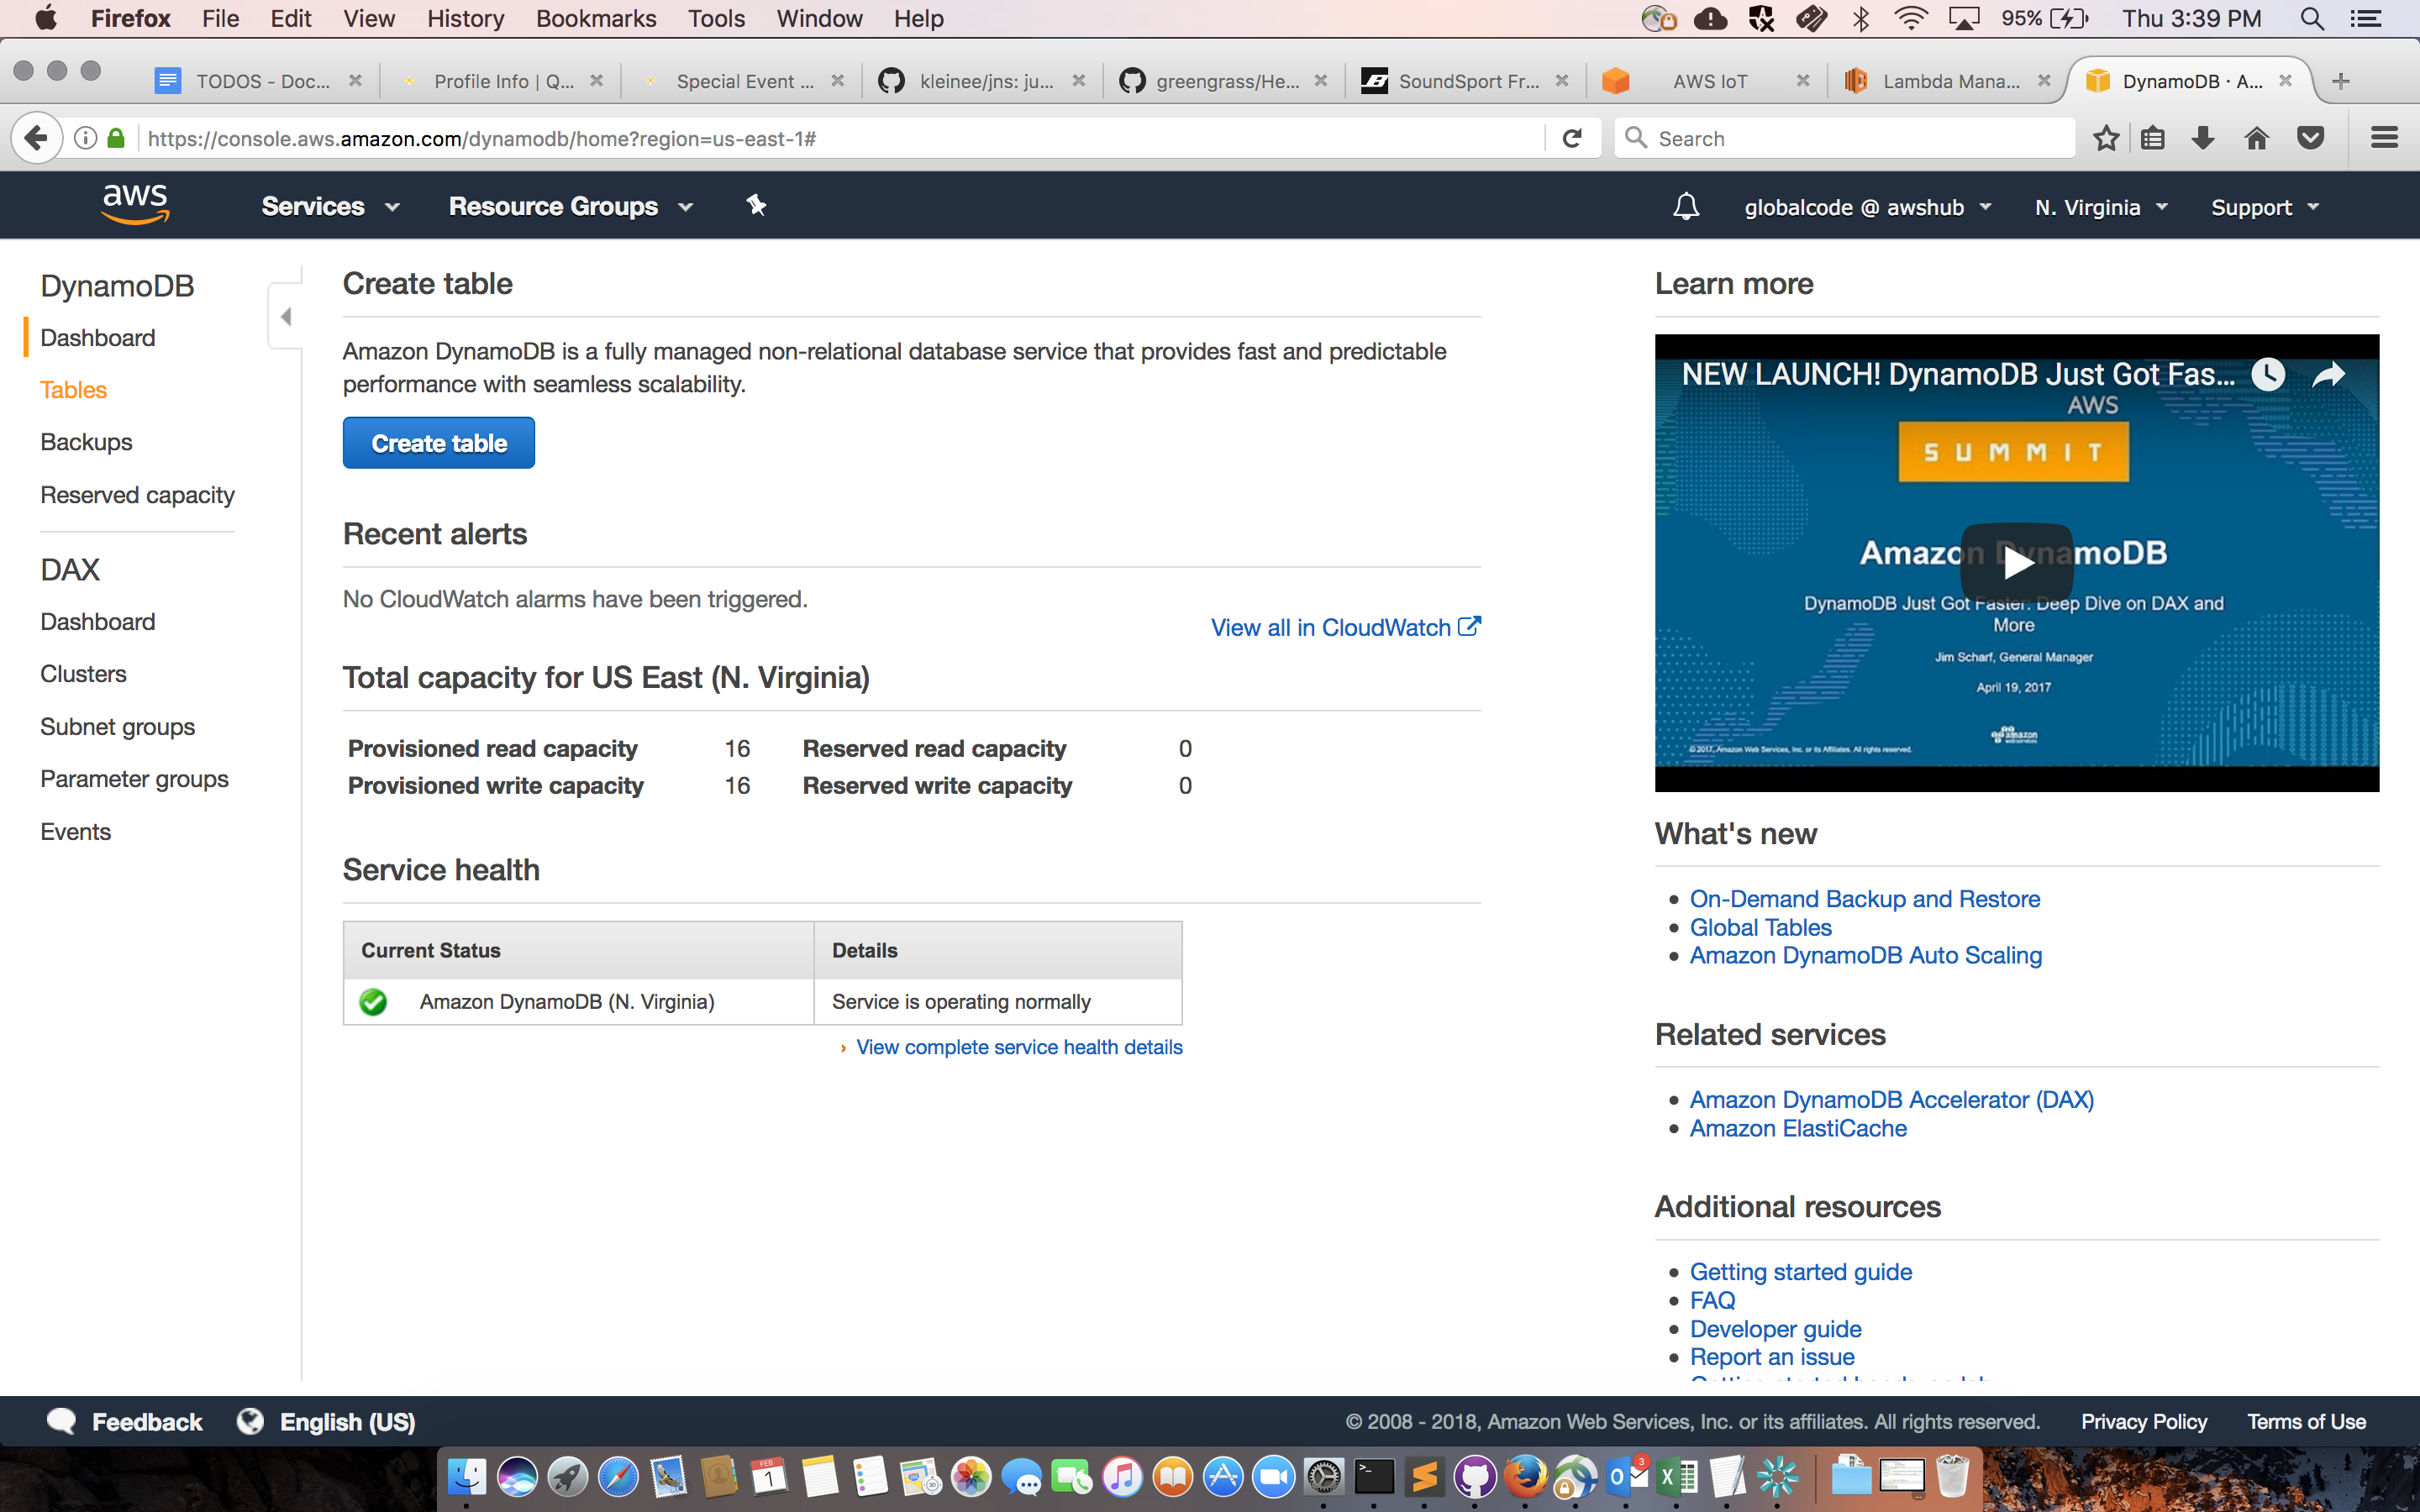 Firefox File Edit View History Bookmarks Tools Window Help
95% Thu 3:39 PM
TODOS - Doc...
Profile Info | Q...
Special Event ...
kleinee/jns: ju...
greengrass/He...
SoundSport Fr...
AWS IoT
Lambda Mana...
DynamoDB · A...
https://console.aws.amazon.com/dynamodb/home?region=us-east-1#
Search
aws
Services
Resource Groups
globalcode @ awshub
N. Virginia
Support
DynamoDB
Dashboard
Tables
Backups
Reserved capacity
DAX
Dashboard
Clusters
Subnet groups
Parameter groups
Events
Create table
Amazon DynamoDB is a fully managed non-relational database service that provides fast and predictable
performance with seamless scalability.
Create table
Recent alerts
No CloudWatch alarms have been triggered.
View all in CloudWatch
Total capacity for US East (N. Virginia)
Provisioned read capacity 16 Reserved read capacity 0
Provisioned write capacity 16 Reserved write capacity 0
Service health
Current Status Details
Amazon DynamoDB (N. Virginia) Service is operating normally
View complete service health details
Learn more
NEW LAUNCH! DynamoDB Just Got Fas...
AWS
SUMMIT
Amazon DynamoDB
DynamoDB Just Got Faster: Deep Dive on DAX and
More
Jim Scharf, General Manager
April 19, 2017
amazon
webservices
© 2017, Amazon Web Services, Inc. or its Affiliates. All rights reserved.
What's new
On-Demand Backup and Restore
Global Tables
Amazon DynamoDB Auto Scaling
Related services
Amazon DynamoDB Accelerator (DAX)
Amazon ElastiCache
Additional resources
Getting started guide
FAQ
Developer guide
Report an issue
Feedback
English (US)
© 2008 - 2018, Amazon Web Services, Inc. or its affiliates. All rights reserved.
Privacy Policy
Terms of Use
FEB
1
3